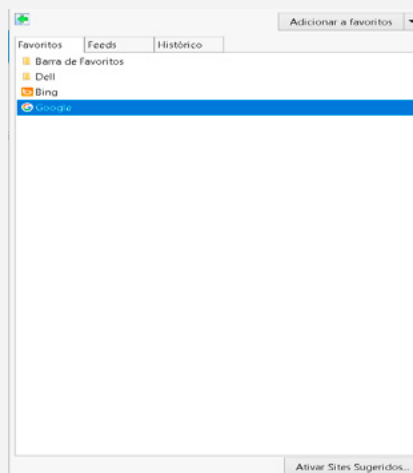 Adicionar a favoritos
Favoritos Feeds Histórico
Barra de Favoritos
Dell
Bing
Google
Ativar Sites Sugeridos...